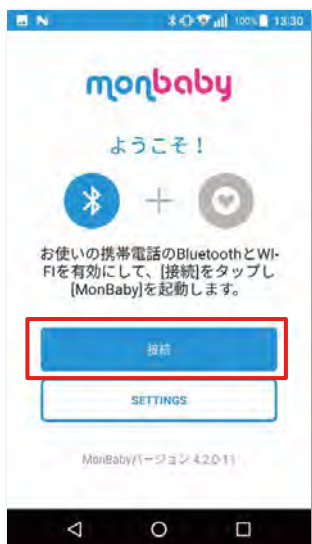 100% 13:30
monbaby
ようこそ！
お使いの携帯電話のBluetoothとWI-
FIを有効にして、[接続]をタップし
[MonBaby]を起動します。
接続
SETTINGS
MonBabyバージョン 4.2.0-11